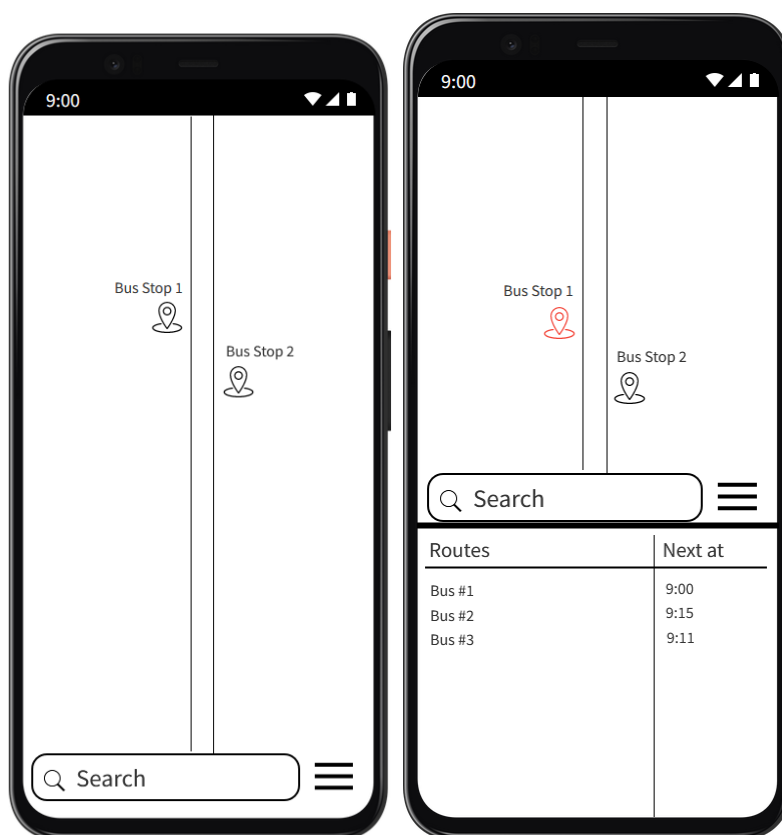 9:00
Bus Stop 1
Bus Stop 2
Search
9:00
Bus Stop 1
Bus Stop 2
Search
Routes Next at
Bus #1 9:00
Bus #2 9:15
Bus #3 9:11